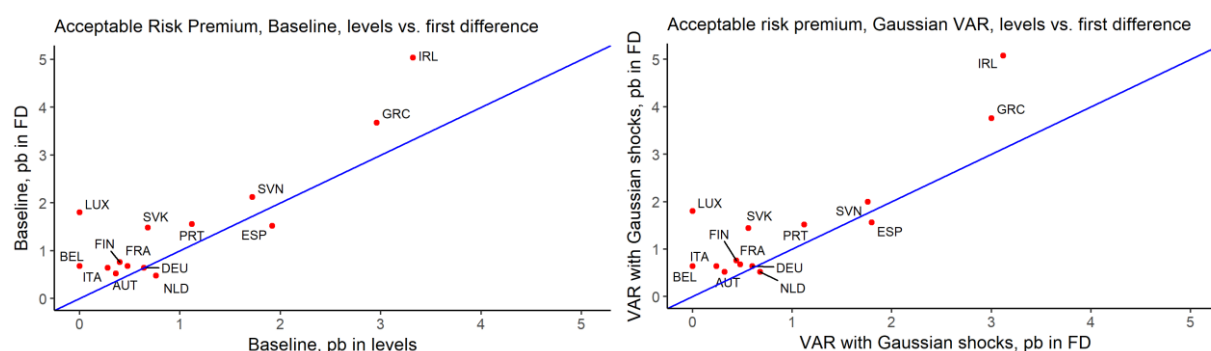 Acceptable Risk Premium, Baseline, levels vs. first difference
Baseline, pb in FD
5
4
3
2
1
0
IRL
GRC
SVN
LUX
SVK
PRT
ESP
FIN
FRA
BEL
ITA
AUT
DEU
NLD
0 1 2 3 4 5
Baseline, pb in levels
Acceptable risk premium, Gaussian VAR, levels vs. first difference
VAR with Gaussian shocks, pb in FD
5
4
3
2
1
0
IRL
GRC
LUX
SVK
SVN
PRT
ESP
FIN
FRA
BEL
ITA
AUT
DEU
NLD
0 1 2 3 4 5
VAR with Gaussian shocks, pb in FD